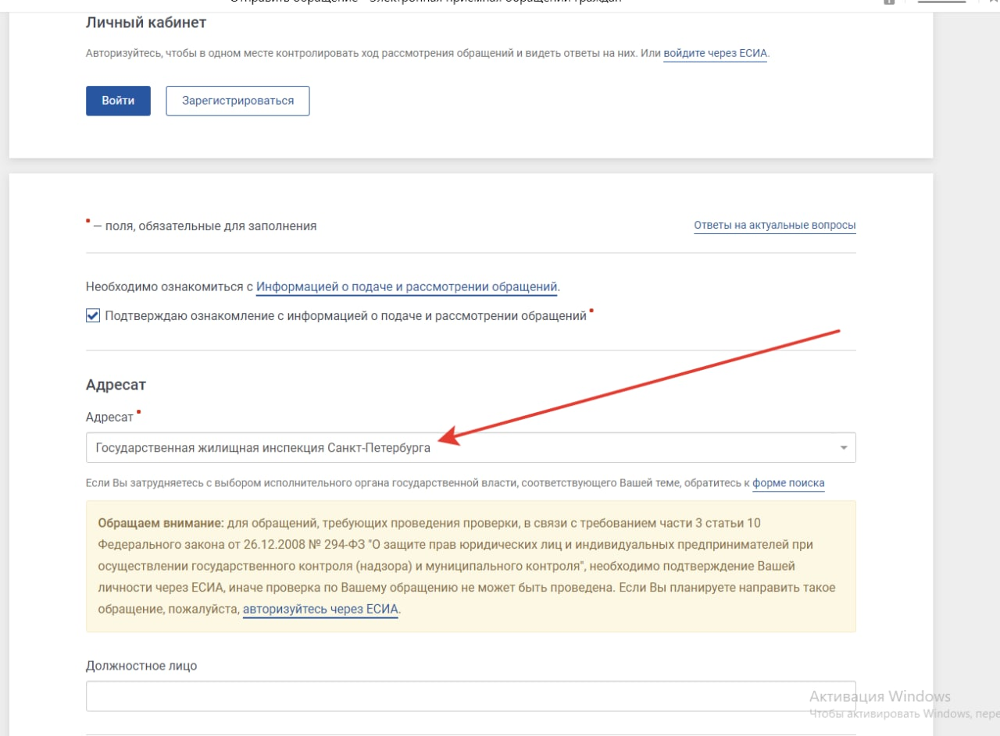 Отправить обращение - Электронная приемная обращений граждан
Личный кабинет
Авторизуйтесь, чтобы в одном месте контролировать ход рассмотрения обращений и видеть ответы на них. Или войдите через ЕСИА.
Войти
Зарегистрироваться
— поля, обязательные для заполнения
Ответы на актуальные вопросы
Необходимо ознакомиться с Информацией о подаче и рассмотрении обращений.
Подтверждаю ознакомление с информацией о подаче и рассмотрении обращений
Адресат
Адресат
Государственная жилищная инспекция Санкт-Петербурга
Если Вы затрудняетесь с выбором исполнительного органа государственной власти, соответствующего Вашей теме, обратитесь к форме поиска
Обращаем внимание: для обращений, требующих проведения проверки, в связи с требованием части 3 статьи 10
Федерального закона от 26.12.2008 № 294-ФЗ "О защите прав юридических лиц и индивидуальных предпринимателей при
осуществлении государственного контроля (надзора) и муниципального контроля", необходимо подтверждение Вашей
личности через ЕСИА, иначе проверка по Вашему обращению не может быть проведена. Если Вы планируете направить такое
обращение, пожалуйста, авторизуйтесь через ЕСИА.
Должностное лицо
Активация Windows
Чтобы активировать Windows, пере